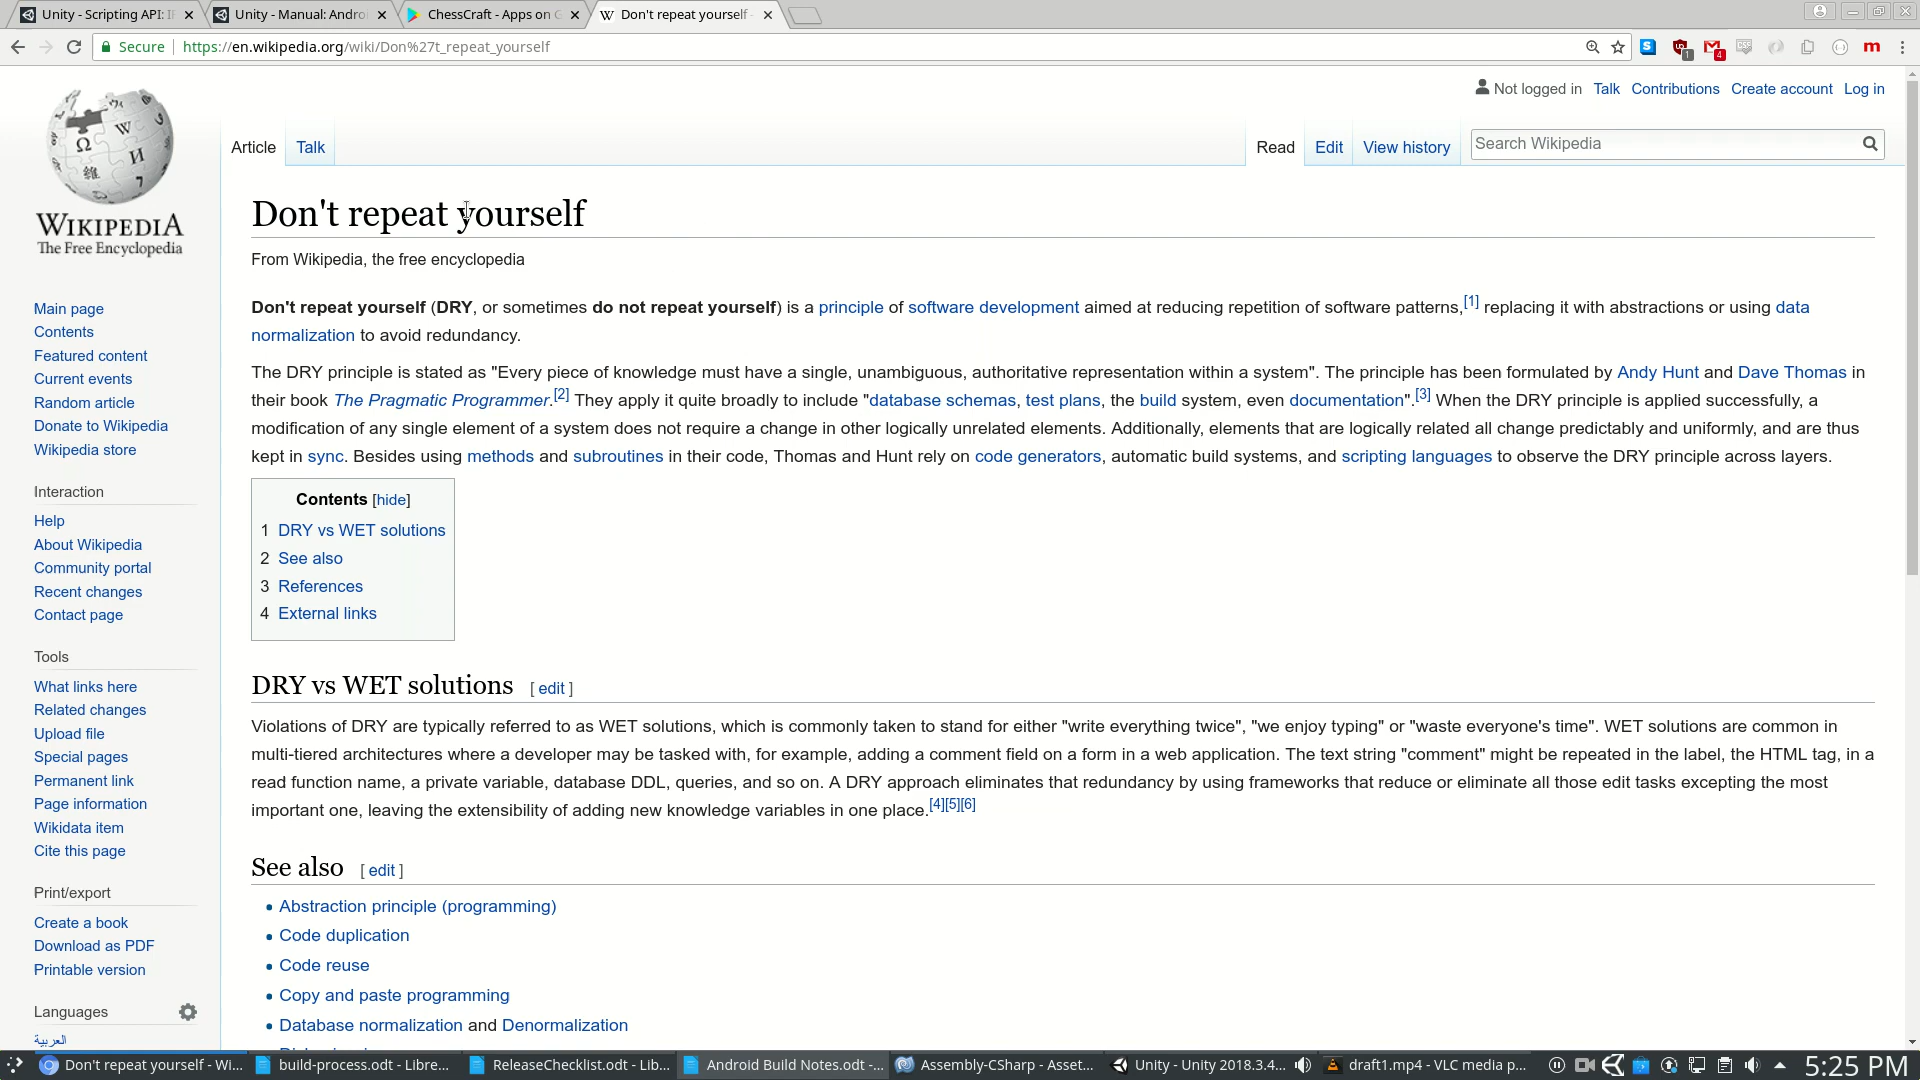 Unity - Scripting API: IP
Unity - Manual: Androi
ChessCraft - Apps on G
Don't repeat yourself -
Secure
https://en.wikipedia.org/wiki/Don%27t_repeat_yourself
Not logged in Talk Contributions Create account Log in
Article Talk Read Edit View history Search Wikipedia
WIKIPEDIA
The Free Encyclopedia
Main page
Contents
Featured content
Current events
Random article
Donate to Wikipedia
Wikipedia store
Interaction
Help
About Wikipedia
Community portal
Recent changes
Contact page
Tools
What links here
Related changes
Upload file
Special pages
Permanent link
Page information
Wikidata item
Cite this page
Print/export
Create a book
Download as PDF
Printable version
Languages
العربية
Don't repeat yourself
From Wikipedia, the free encyclopedia
Don't repeat yourself (DRY, or sometimes do not repeat yourself) is a principle of software development aimed at reducing repetition of software patterns,[1] replacing it with abstractions or using data
normalization to avoid redundancy.
The DRY principle is stated as "Every piece of knowledge must have a single, unambiguous, authoritative representation within a system". The principle has been formulated by Andy Hunt and Dave Thomas in
their book The Pragmatic Programmer.[2] They apply it quite broadly to include "database schemas, test plans, the build system, even documentation".[3] When the DRY principle is applied successfully, a
modification of any single element of a system does not require a change in other logically unrelated elements. Additionally, elements that are logically related all change predictably and uniformly, and are thus
kept in sync. Besides using methods and subroutines in their code, Thomas and Hunt rely on code generators, automatic build systems, and scripting languages to observe the DRY principle across layers.
Contents [hide]
1 DRY vs WET solutions
2 See also
3 References
4 External links
DRY vs WET solutions [ edit ]
Violations of DRY are typically referred to as WET solutions, which is commonly taken to stand for either "write everything twice", "we enjoy typing" or "waste everyone's time". WET solutions are common in
multi-tiered architectures where a developer may be tasked with, for example, adding a comment field on a form in a web application. The text string "comment" might be repeated in the label, the HTML tag, in a
read function name, a private variable, database DDL, queries, and so on. A DRY approach eliminates that redundancy by using frameworks that reduce or eliminate all those edit tasks excepting the most
important one, leaving the extensibility of adding new knowledge variables in one place.[4][5][6]
See also [ edit ]
Abstraction principle (programming)
Code duplication
Code reuse
Copy and paste programming
Database normalization and Denormalization
Don't repeat yourself - Wi...
build-process.odt - Libre...
ReleaseChecklist.odt - Lib...
Android Build Notes.odt -...
Assembly-CSharp - Asset...
Unity - Unity 2018.3.4...
draft1.mp4 - VLC media p...
5:25 PM